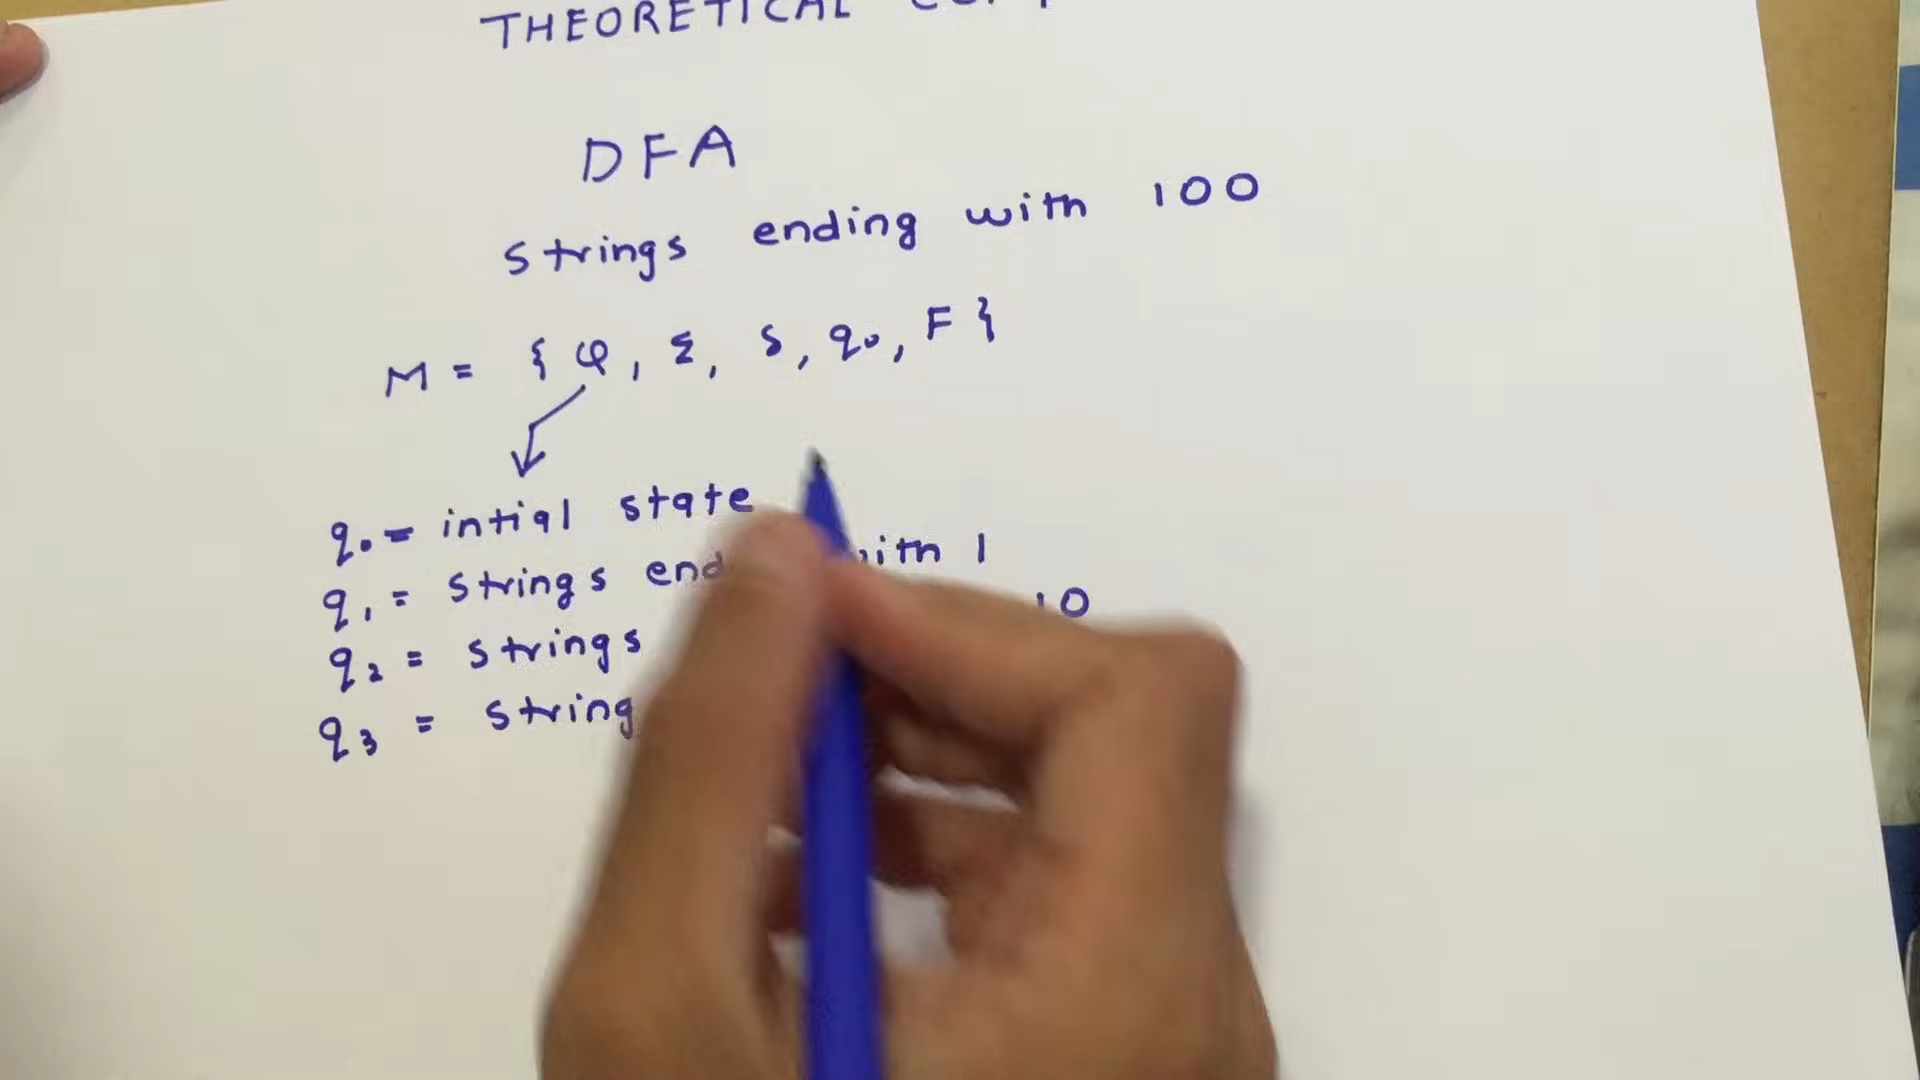 THEORETICAL
DFA
strings ending with 100
M = { Q, Σ, δ, q0, F }
q0 = intial state
q1 = strings end with 1
q2 = strings 10
q3 = string